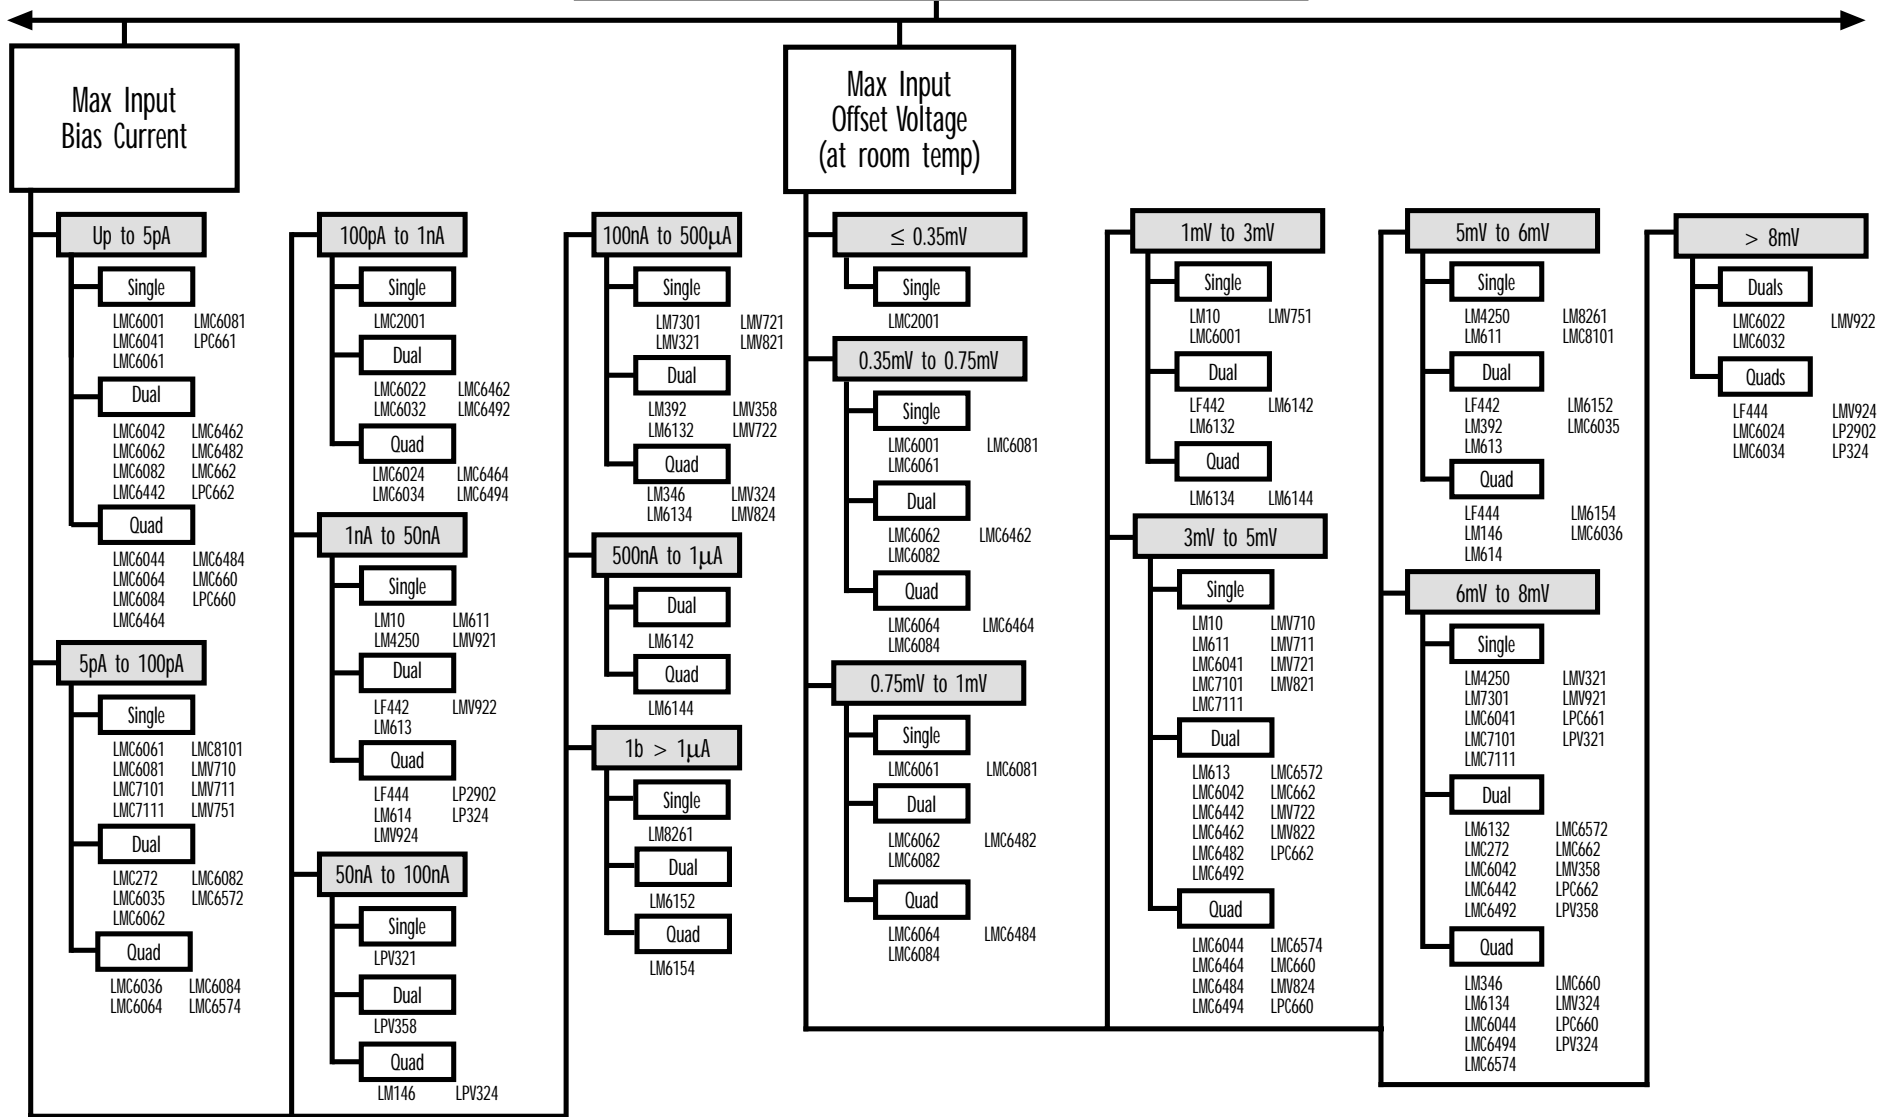 Max Input
Bias Current
Up to 5pA
Single
LMC6001 LMC6081
LMC6041 LPC661
LMC6061
Dual
LMC6042 LMC6462
LMC6062 LMC6482
LMC6082 LMC662
LMC6442 LPC662
Quad
LMC6044 LMC6484
LMC6064 LMC660
LMC6084 LPC660
LMC6464
5pA to 100pA
Single
LMC6061 LMC8101
LMC6081 LMV710
LMC7101 LMV711
LMC7111 LMV751
Dual
LMC272 LMC6082
LMC6035 LMC6572
LMC6062
Quad
LMC6036 LMC6084
LMC6064 LMC6574
100pA to 1nA
Single
LMC2001
Dual
LMC6022 LMC6462
LMC6032 LMC6492
Quad
LMC6024 LMC6464
LMC6034 LMC6494
1nA to 50nA
Single
LM10 LM611
LM4250 LMV921
Dual
LF442 LMV922
LM613
Quad
LF444 LP2902
LM614 LP324
LMV924
50nA to 100nA
Single
LPV321
Dual
LPV358
Quad
LM146 LPV324
100nA to 500μA
Single
LM7301 LMV721
LMV321 LMV821
Dual
LM392 LMV358
LM6132 LMV722
Quad
LM346 LMV324
LM6134 LMV824
500nA to 1μA
Dual
LM6142
Quad
LM6144
1b > 1μA
Single
LM8261
Dual
LM6152
Quad
LM6154
Max Input
Offset Voltage
(at room temp)
≤ 0.35mV
Single
LMC2001
0.35mV to 0.75mV
Single
LMC6001 LMC6081
LMC6061
Dual
LMC6062 LMC6462
LMC6082
Quad
LMC6064 LMC6464
LMC6084
0.75mV to 1mV
Single
LMC6061 LMC6081
Dual
LMC6062 LMC6482
LMC6082
Quad
LMC6064 LMC6484
LMC6084
1mV to 3mV
Single
LM10 LMV751
LMC6001
Dual
LF442 LM6142
LM6132
Quad
LM6134 LM6144
3mV to 5mV
Single
LM10 LMV710
LM611 LMV711
LMC6041 LMV721
LMC7101 LMV821
LMC7111
Dual
LM613 LMC6572
LMC6042 LMC662
LMC6442 LMV722
LMC6462 LMV822
LMC6482 LPC662
LMC6492
Quad
LMC6044 LMC6574
LMC6464 LMC660
LMC6484 LMV824
LMC6494 LPC660
5mV to 6mV
Single
LM4250 LM8261
LM611 LMC8101
Dual
LF442 LM6152
LM392 LMC6035
LM613
Quad
LF444 LM6154
LM146 LMC6036
LM614
6mV to 8mV
Single
LM4250 LMV321
LM7301 LMV921
LMC6041 LPC661
LMC7101 LPV321
LMC7111
Dual
LM6132 LMC6572
LMC272 LMC662
LMC6042 LMV358
LMC6442 LPC662
LMC6492 LPV358
Quad
LM346 LMC660
LM6134 LMV324
LMC6044 LPC660
LMC6494 LPV324
LMC6574
> 8mV
Duals
LMC6022 LMV922
LMC6032
Quads
LF444 LMV924
LMC6024 LP2902
LMC6034 LP324